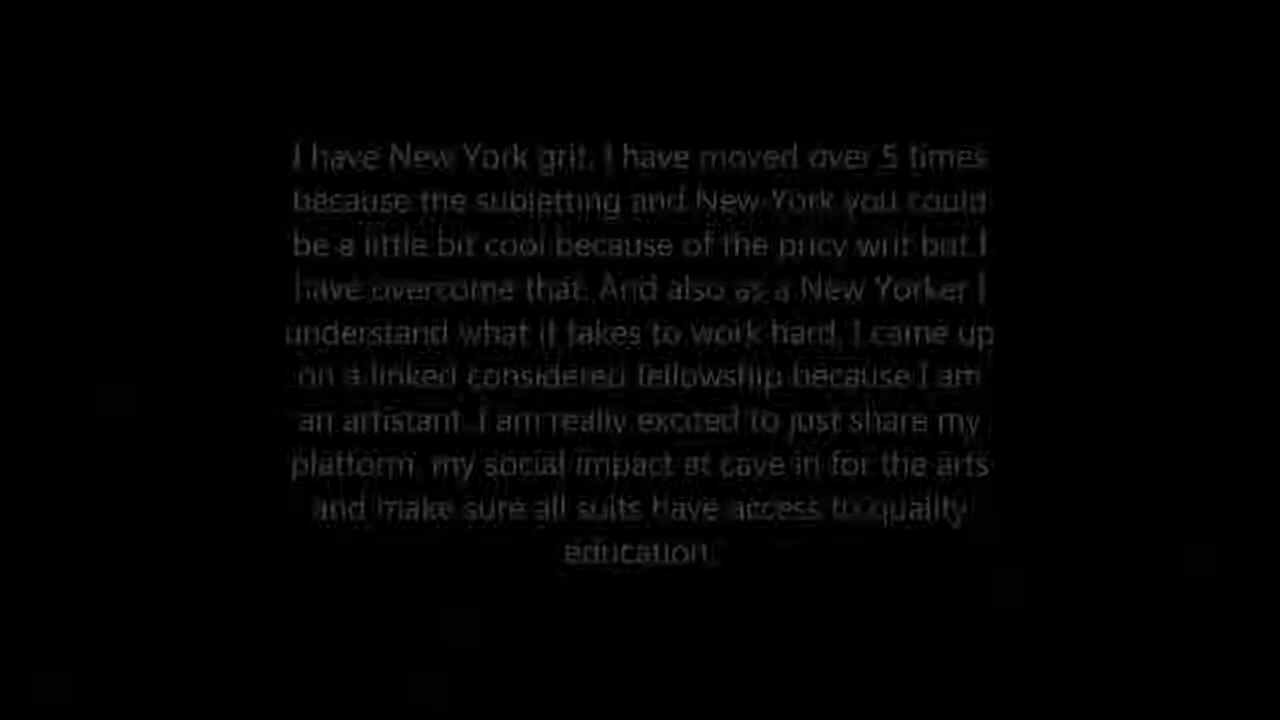 I have New York grit. I have moved over 5 times
because the subletting and New York you could
be a little bit cool because of the pricy writ but I
have overcome that. And also as a New Yorker I
understand what it takes to work hard, I came up
on a linked considered fellowship because I am
an artistant. I am really excited to just share my
platform, my social impact at cave in for the arts
and make sure all suits have access to quality
education.